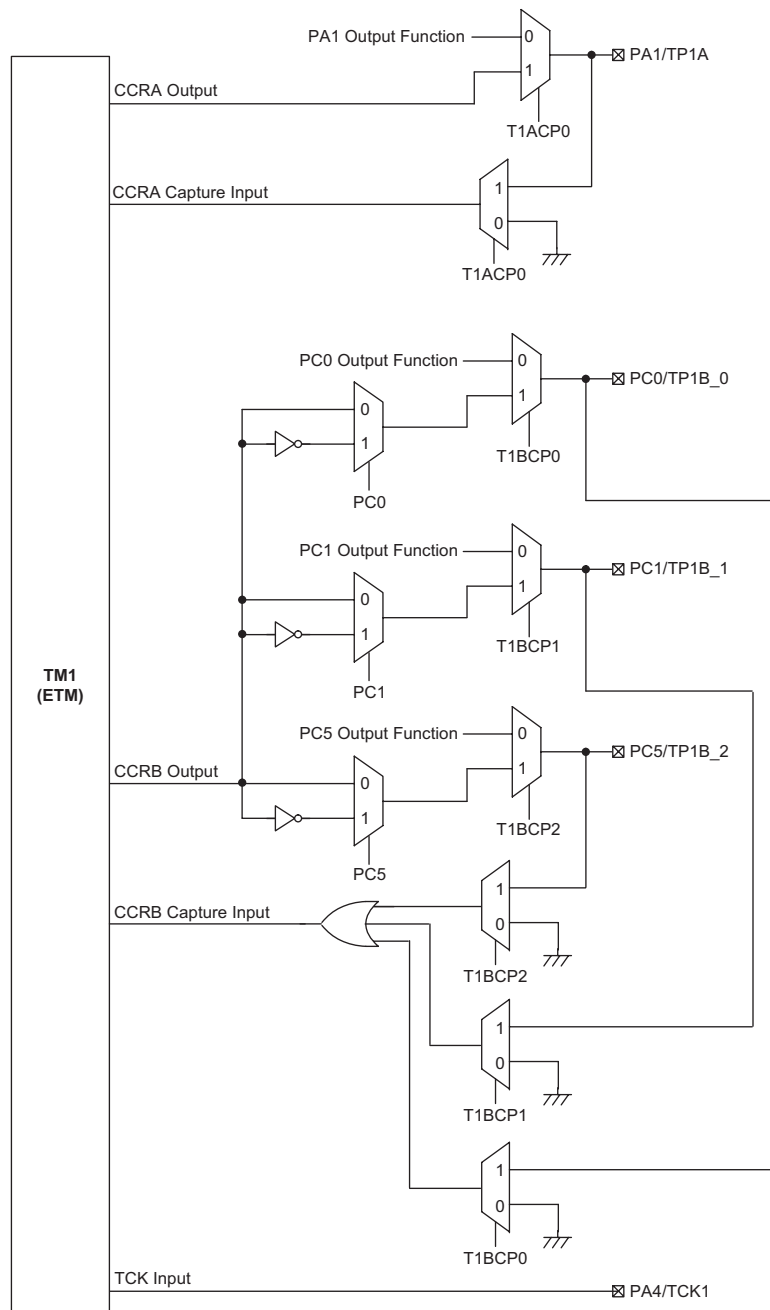 PA1 Output Function
0
1
PA1/TP1A
CCRA Output
T1ACP0
CCRA Capture Input
1
0
T1ACP0
PC0 Output Function
0
1
PC0/TP1B_0
0
1
T1BCP0
PC0
PC1 Output Function
0
1
PC1/TP1B_1
0
1
T1BCP1
PC1
TM1
(ETM)
PC5 Output Function
0
1
PC5/TP1B_2
CCRB Output
0
1
T1BCP2
PC5
CCRB Capture Input
1
0
T1BCP2
1
0
T1BCP1
1
0
T1BCP0
TCK Input
PA4/TCK1